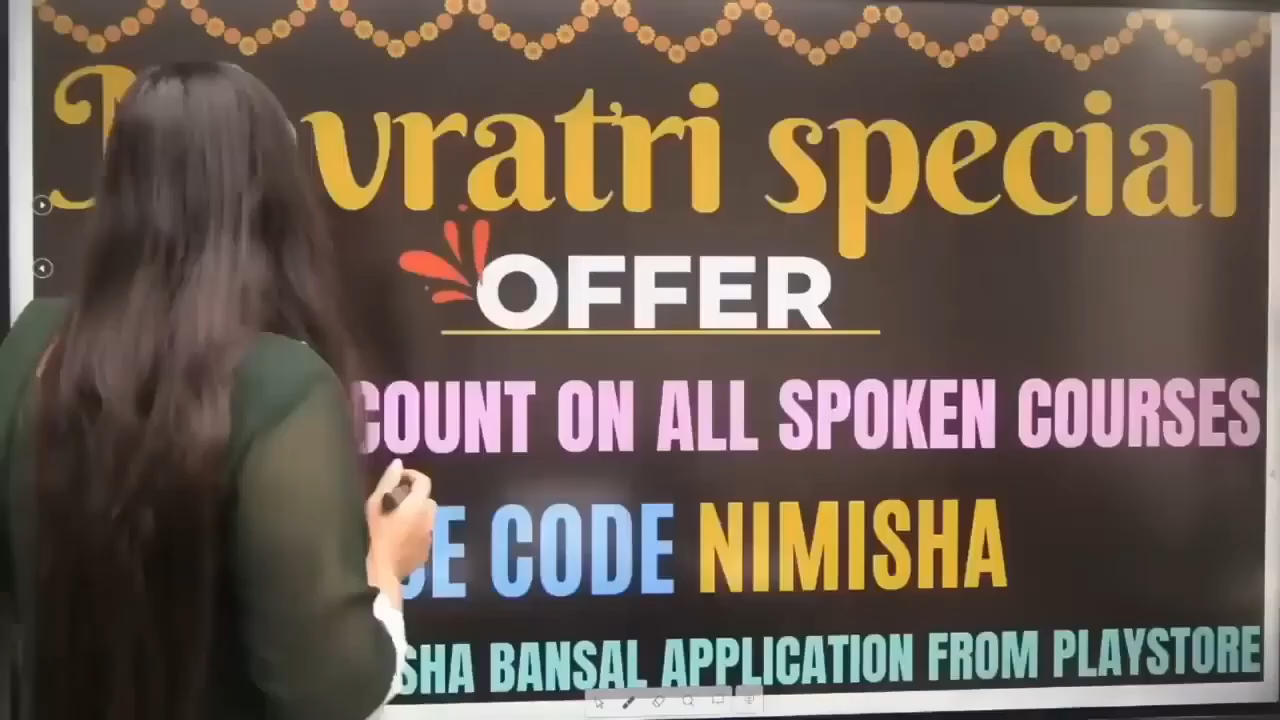 vratri special
OFFER
COUNT ON ALL SPOKEN COURSES
E CODE NIMISHA
SHA BANSAL APPLICATION FROM PLAYSTORE